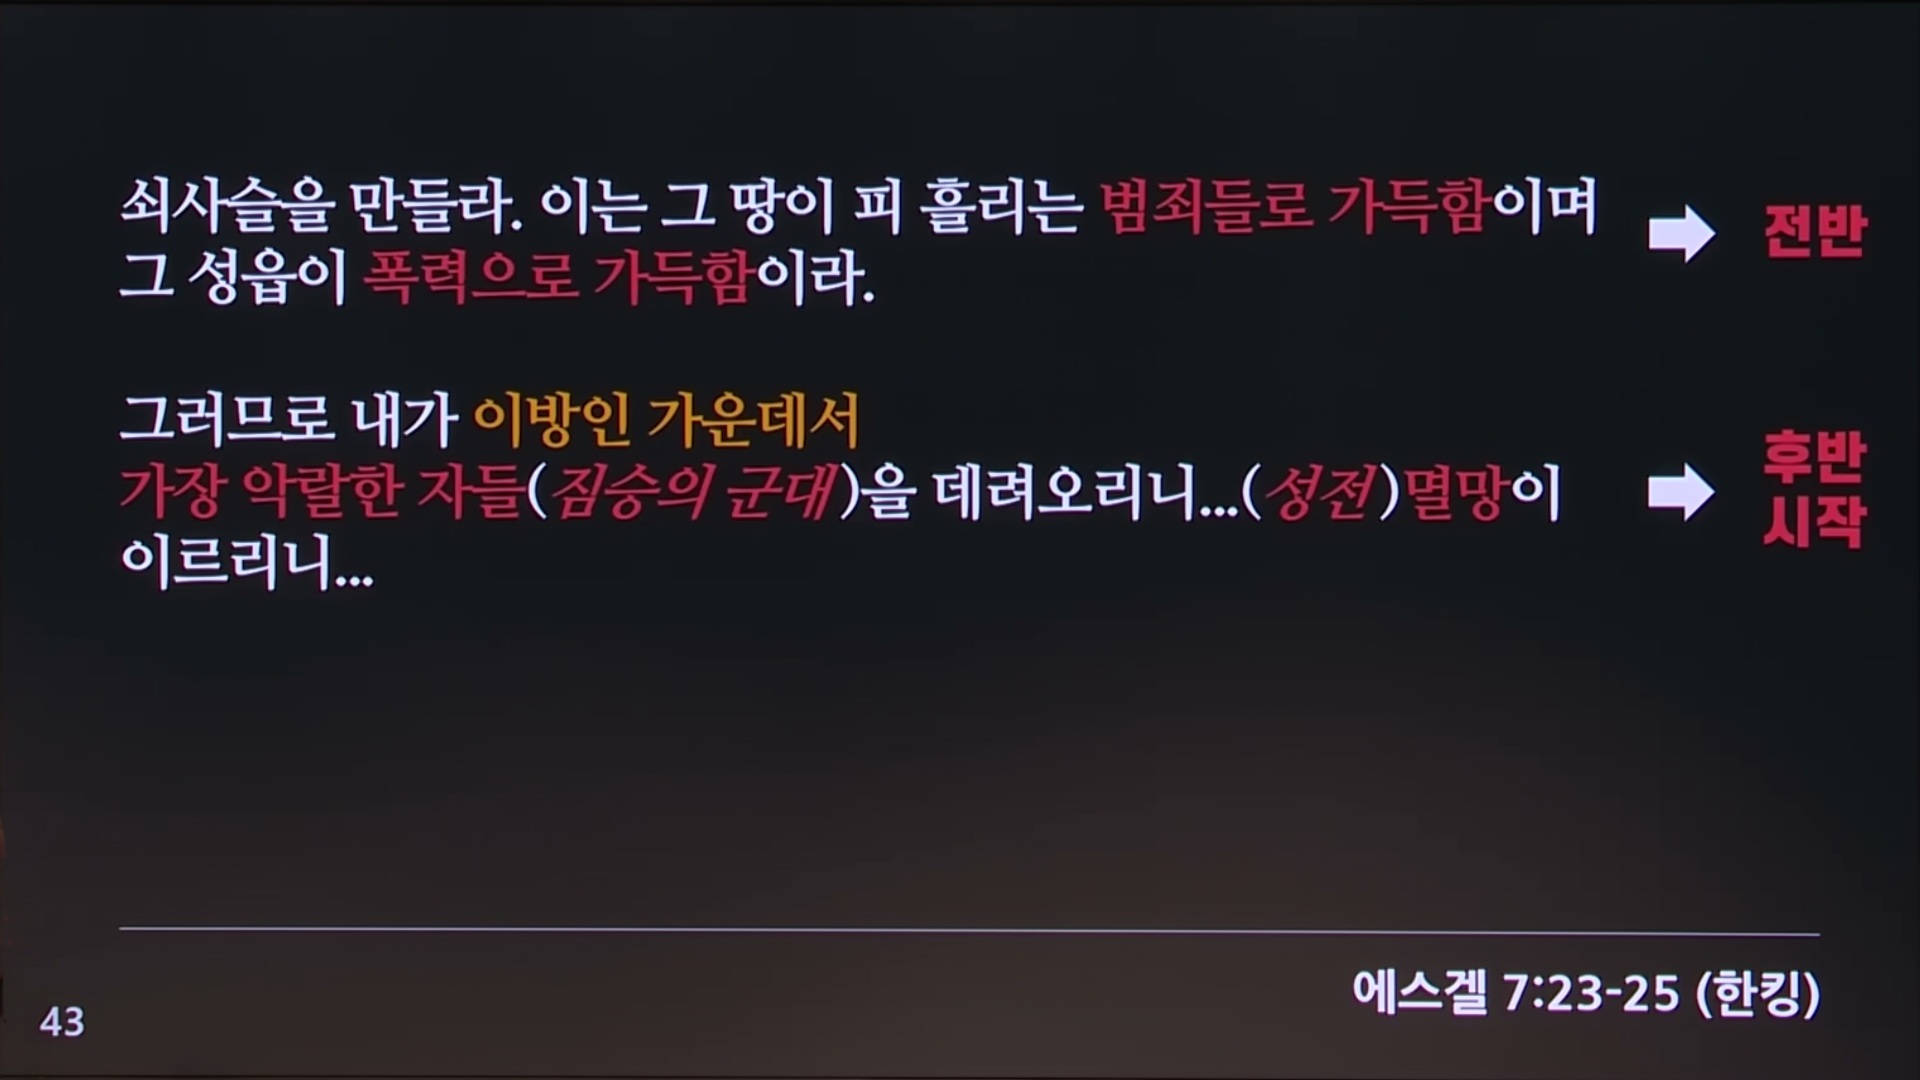 쇠사슬을 만들라. 이는 그 땅이 피 흘리는 범죄들로 가득함이며
그 성읍이 폭력으로 가득함이라.
전반
그러므로 내가 이방인 가운데서
가장 악랄한 자들(짐승의 군대)을 데려오리니...(성전)멸망이
이르리니...
후반
시작
에스겔 7:23-25 (한킹)
43